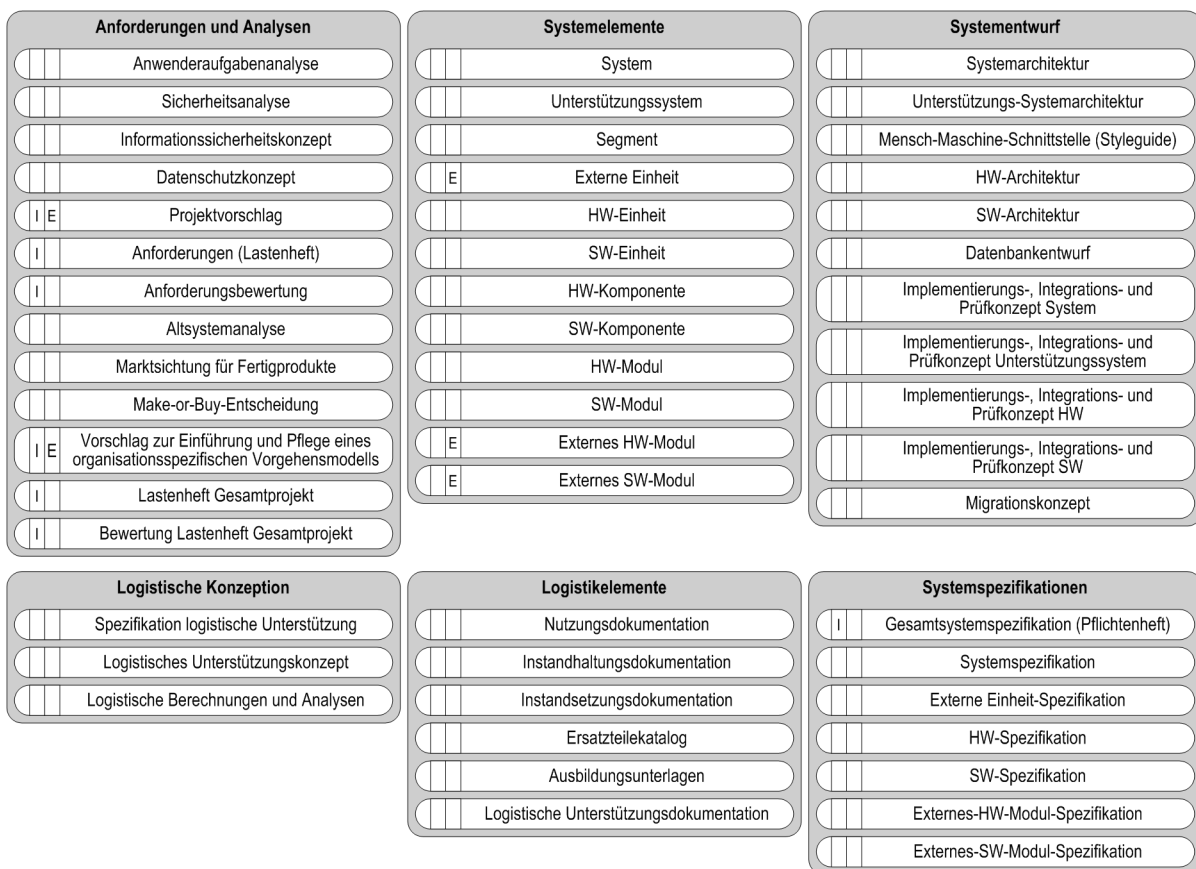 Anforderungen und Analysen
Anwenderaufgabenanalyse
Sicherheitsanalyse
Informationssicherheitskonzept
Datenschutzkonzept
I E Projektvorschlag
I Anforderungen (Lastenheft)
I Anforderungsbewertung
Altsystemanalyse
Marktsichtung für Fertigprodukte
Make-or-Buy-Entscheidung
I E Vorschlag zur Einführung und Pflege eines
organisationsspezifischen Vorgehensmodells
I Lastenheft Gesamtprojekt
I Bewertung Lastenheft Gesamtprojekt
Systemelemente
System
Unterstützungssystem
Segment
E Externe Einheit
HW-Einheit
SW-Einheit
HW-Komponente
SW-Komponente
HW-Modul
SW-Modul
E Externes HW-Modul
E Externes SW-Modul
Systementwurf
Systemarchitektur
Unterstützungs-Systemarchitektur
Mensch-Maschine-Schnittstelle (Styleguide)
HW-Architektur
SW-Architektur
Datenbankentwurf
Implementierungs-, Integrations- und
Prüfkonzept System
Implementierungs-, Integrations- und
Prüfkonzept Unterstützungssystem
Implementierungs-, Integrations- und
Prüfkonzept HW
Implementierungs-, Integrations- und
Prüfkonzept SW
Migrationskonzept
Logistische Konzeption
Spezifikation logistische Unterstützung
Logistisches Unterstützungskonzept
Logistische Berechnungen und Analysen
Logistikelemente
Nutzungsdokumentation
Instandhaltungsdokumentation
Instandsetzungsdokumentation
Ersatzteilekatalog
Ausbildungsunterlagen
Logistische Unterstützungsdokumentation
Systemspezifikationen
I Gesamtsystemspezifikation (Pflichtenheft)
Systemspezifikation
Externe Einheit-Spezifikation
HW-Spezifikation
SW-Spezifikation
Externes-HW-Modul-Spezifikation
Externes-SW-Modul-Spezifikation